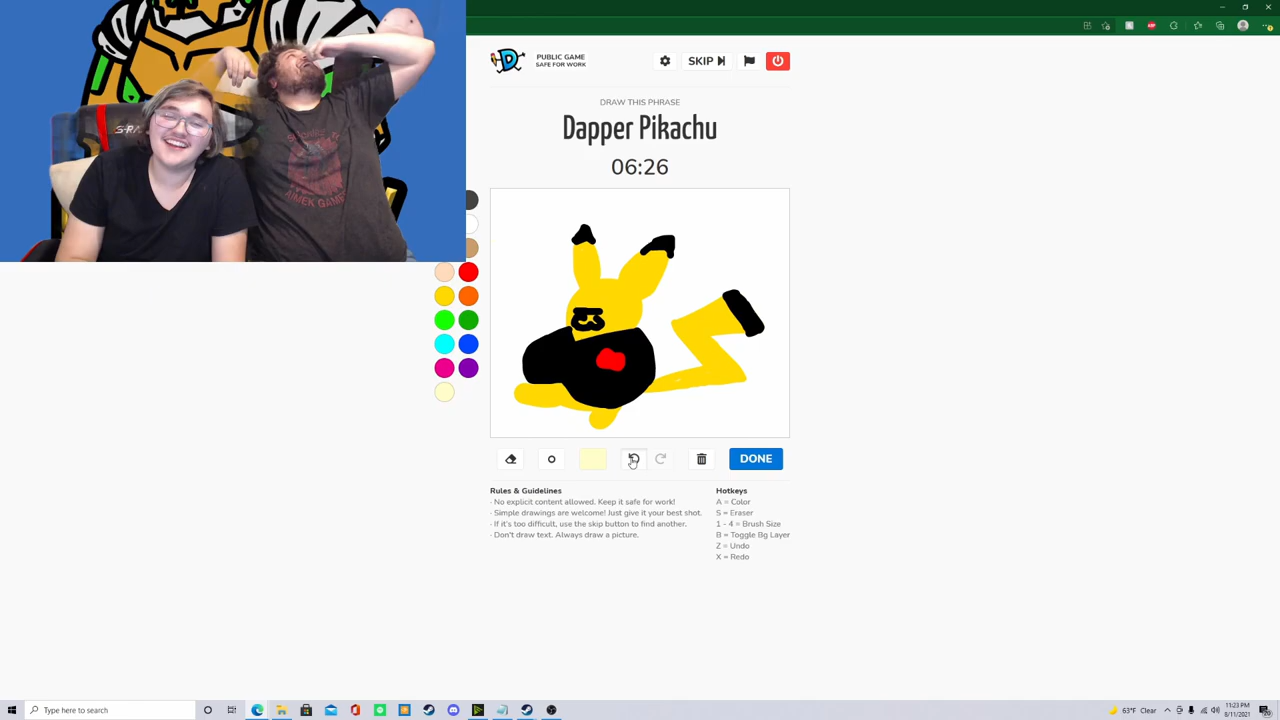 PUBLIC GAME
SAFE FOR WORK
SKIP
DRAW THIS PHRASE
Dapper Pikachu
06:26
DONE
Rules & Guidelines
· No explicit content allowed. Keep it safe for work!
· Simple drawings are welcome! Just give it your best shot.
· If it's too difficult, use the skip button to find another.
· Don't draw text. Always draw a picture.
Hotkeys
A = Color
S = Eraser
1 - 4 = Brush Size
B = Toggle Bg Layer
Z = Undo
X = Redo
Type here to search
63°F Clear
11:23 PM
8/11/2021